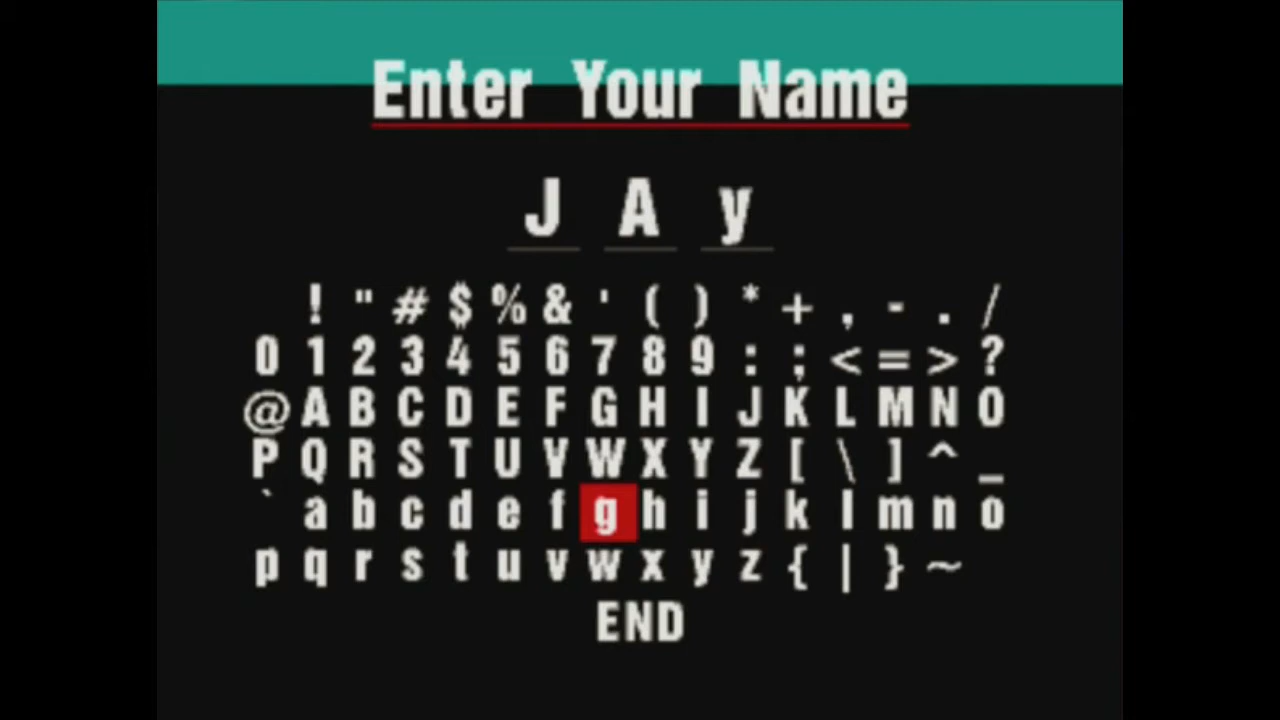 Enter Your Name
J A y
! " # $ % & ' ( ) * + , - . /
0 1 2 3 4 5 6 7 8 9 : ; < = > ?
@ A B C D E F G H I J K L M N O
P Q R S T U V W X Y Z [ \ ] ^ _
` a b c d e f g h i j k l m n o
p q r s t u v w x y z { | } ~
END